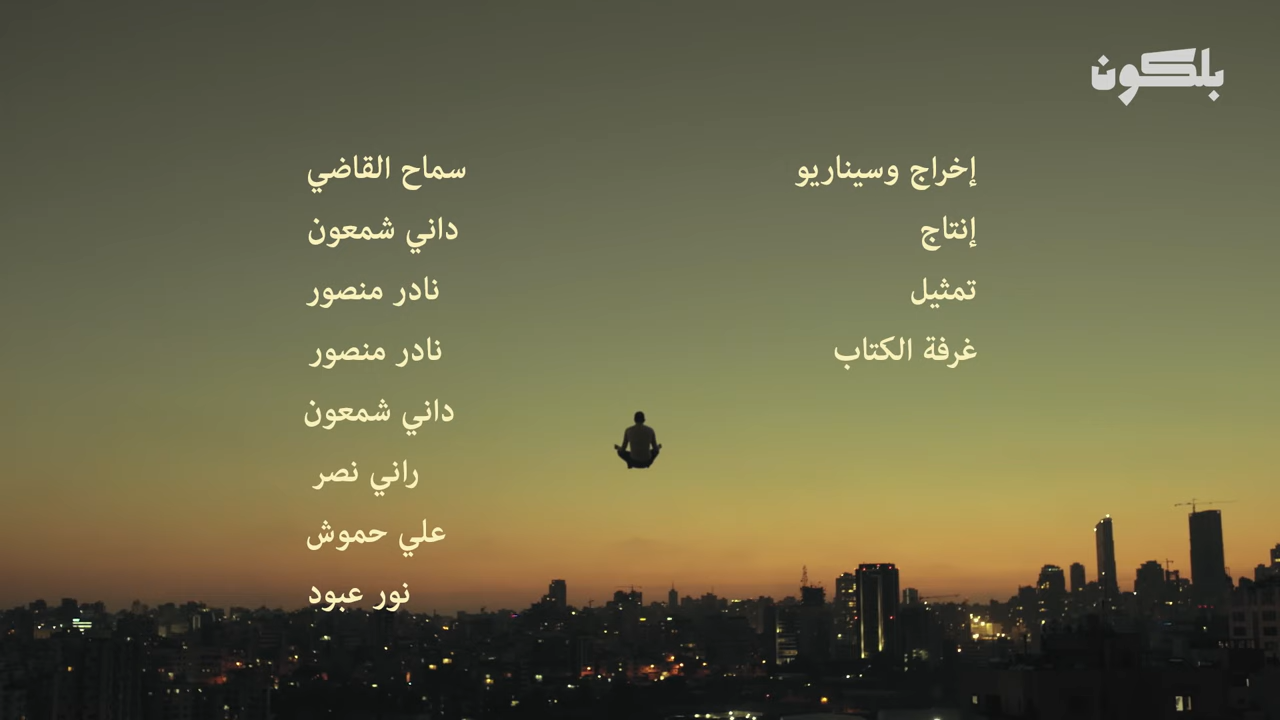 بلكون
إخراج وسيناريو سماح القاضي
إنتاج داني شمعون
تمثيل نادر منصور
غرفة الكتاب نادر منصور
داني شمعون
راني نصر
علي حموش
نور عبود